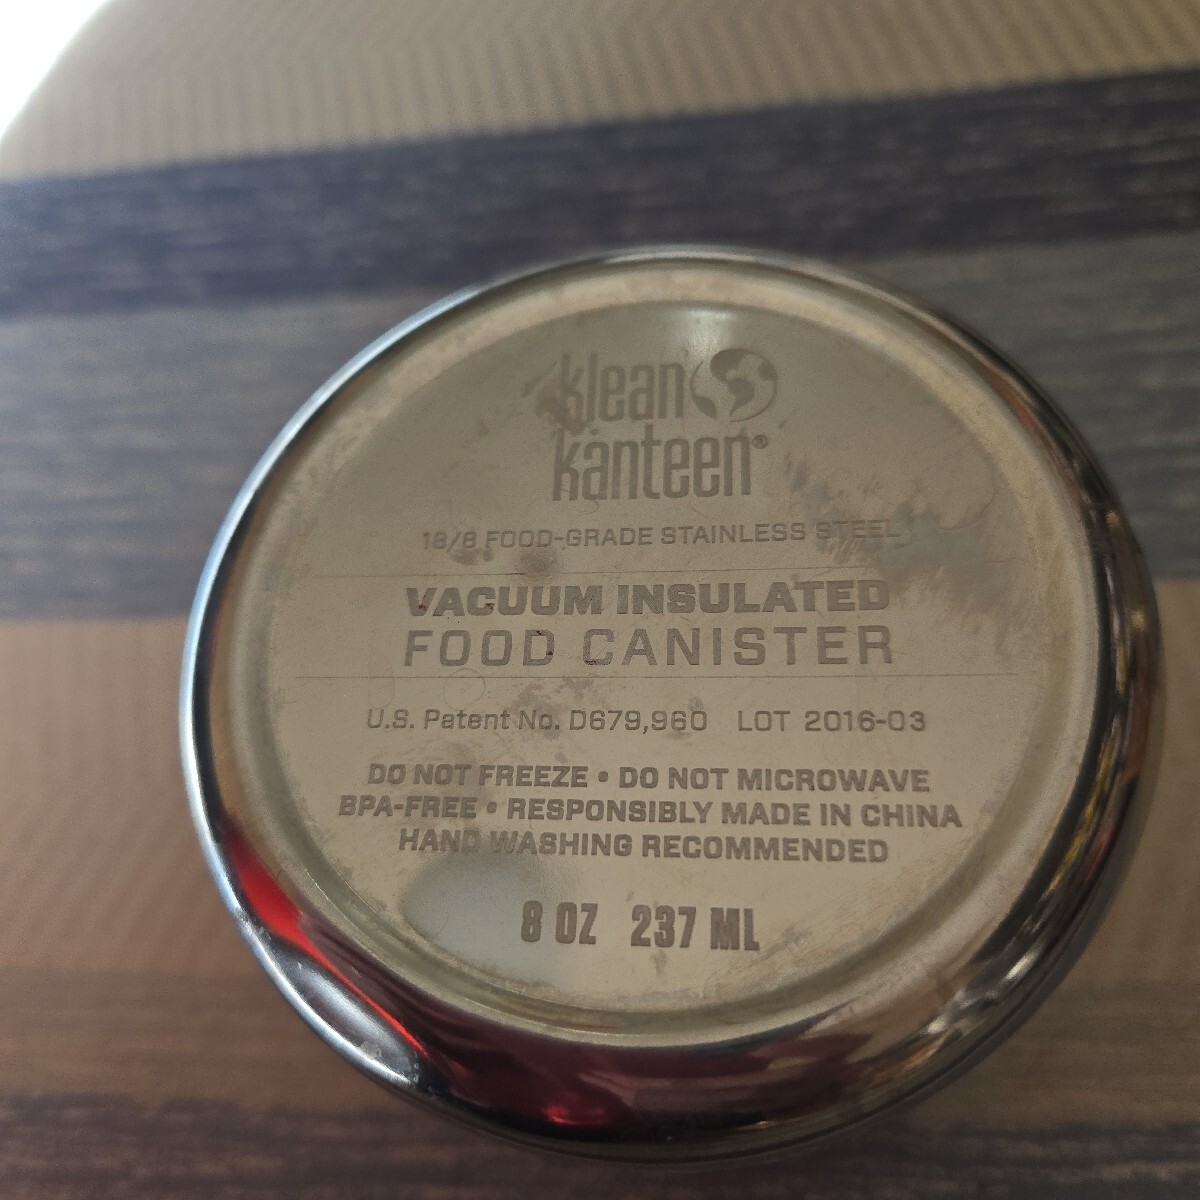 klean
kanteen®
18/8 FOOD-GRADE STAINLESS STEEL
VACUUM INSULATED
FOOD CANISTER
U.S. Patent No. D679,960 LOT 2016-03
DO NOT FREEZE • DO NOT MICROWAVE
BPA-FREE • RESPONSIBLY MADE IN CHINA
HAND WASHING RECOMMENDED
8 OZ 237 ML